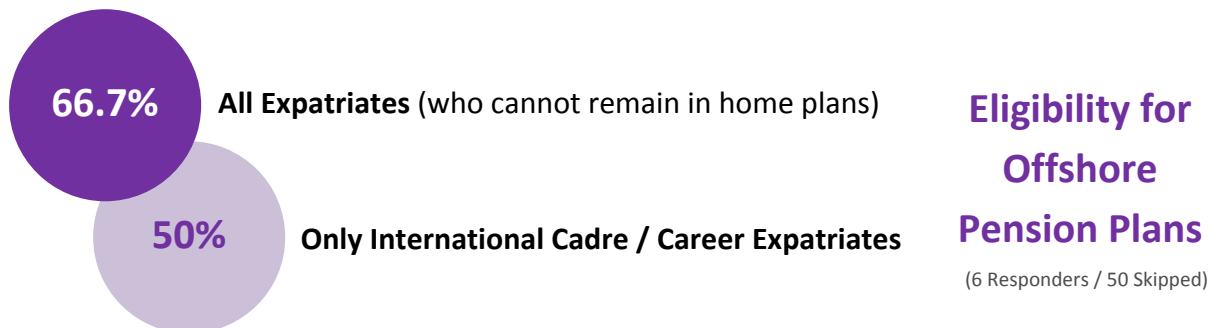 66.7%
All Expatriates (who cannot remain in home plans)
50%
Only International Cadre / Career Expatriates
Eligibility for
Offshore
Pension Plans
(6 Responders / 50 Skipped)